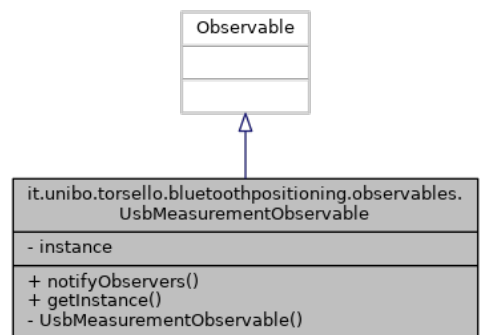 Observable
it.unibo.torsello.bluetoothpositioning.observables.
UsbMeasurementObservable
- instance
+ notifyObservers()
+ getInstance()
- UsbMeasurementObservable()